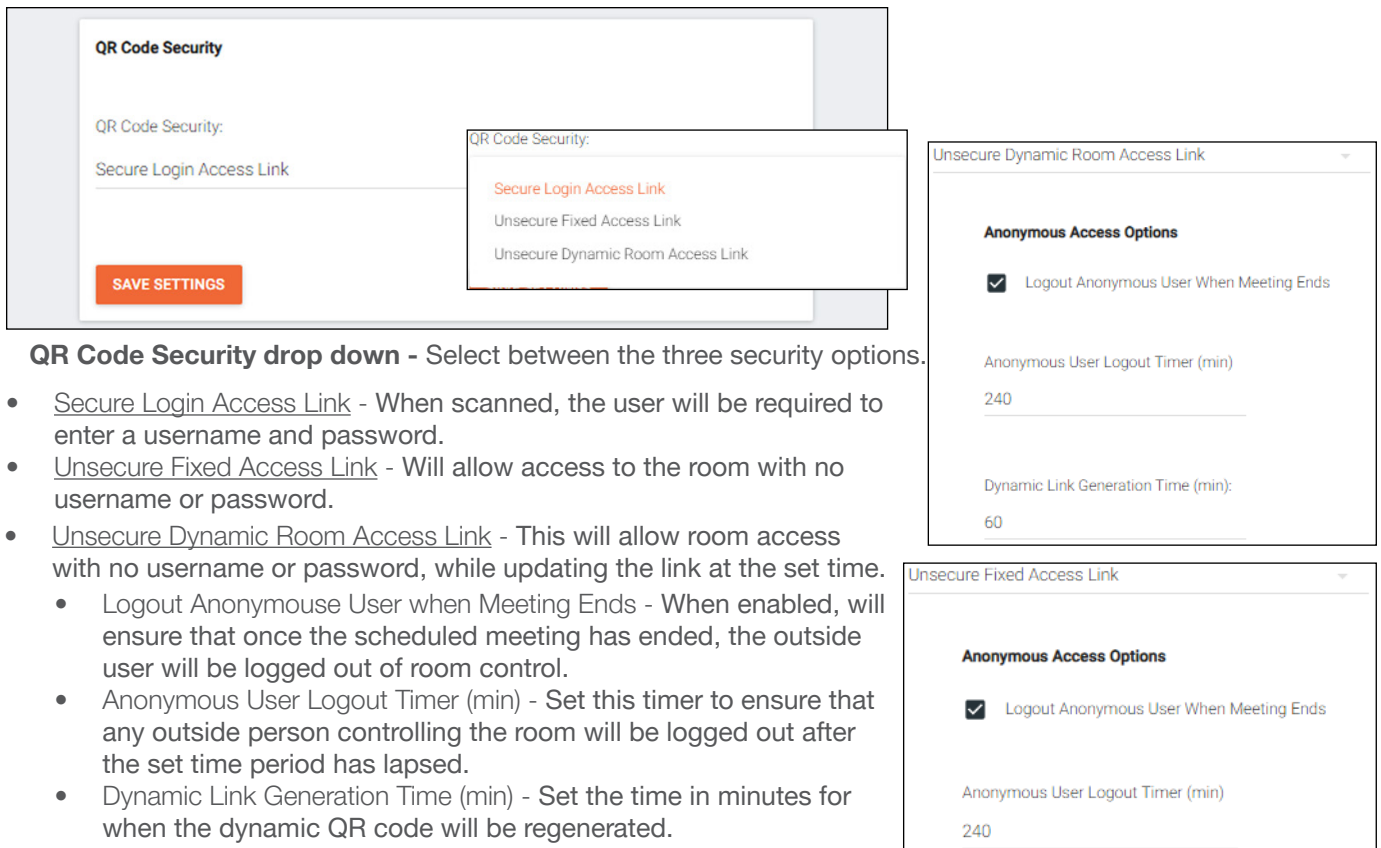 QR Code Security
QR Code Security:
Secure Login Access Link
SAVE SETTINGS
QR Code Security:
Secure Login Access Link
Unsecure Fixed Access Link
Unsecure Dynamic Room Access Link
Unsecure Dynamic Room Access Link
Anonymous Access Options
Logout Anonymous User When Meeting Ends
Anonymous User Logout Timer (min)
240
Dynamic Link Generation Time (min):
60
QR Code Security drop down - Select between the three security options.
• Secure Login Access Link - When scanned, the user will be required to
enter a username and password.
• Unsecure Fixed Access Link - Will allow access to the room with no
username or password.
• Unsecure Dynamic Room Access Link - This will allow room access
with no username or password, while updating the link at the set time.
• Logout Anonymouse User when Meeting Ends - When enabled, will
ensure that once the scheduled meeting has ended, the outside
user will be logged out of room control.
• Anonymous User Logout Timer (min) - Set this timer to ensure that
any outside person controlling the room will be logged out after
the set time period has lapsed.
• Dynamic Link Generation Time (min) - Set the time in minutes for
when the dynamic QR code will be regenerated.
Unsecure Fixed Access Link
Anonymous Access Options
Logout Anonymous User When Meeting Ends
Anonymous User Logout Timer (min)
240